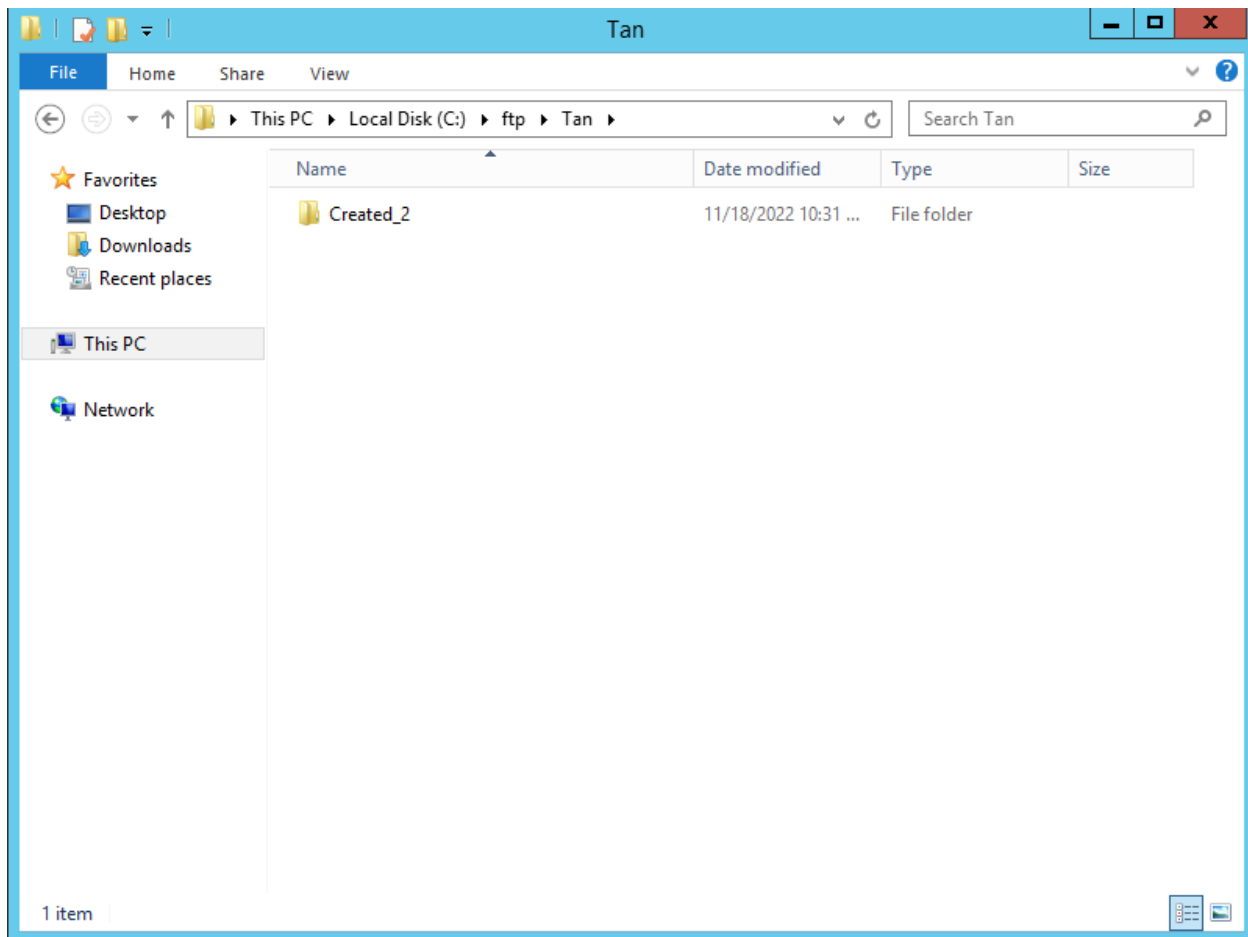 Tan
File Home Share View
This PC Local Disk (C:) ftp Tan Search Tan
Name Date modified Type Size
Favorites
Desktop
Downloads
Recent places
This PC
Network
Created_2 11/18/2022 10:31 ... File folder
1 item